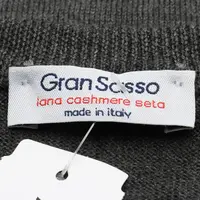 Gran Sasso
lana cashmere seta
made in italy